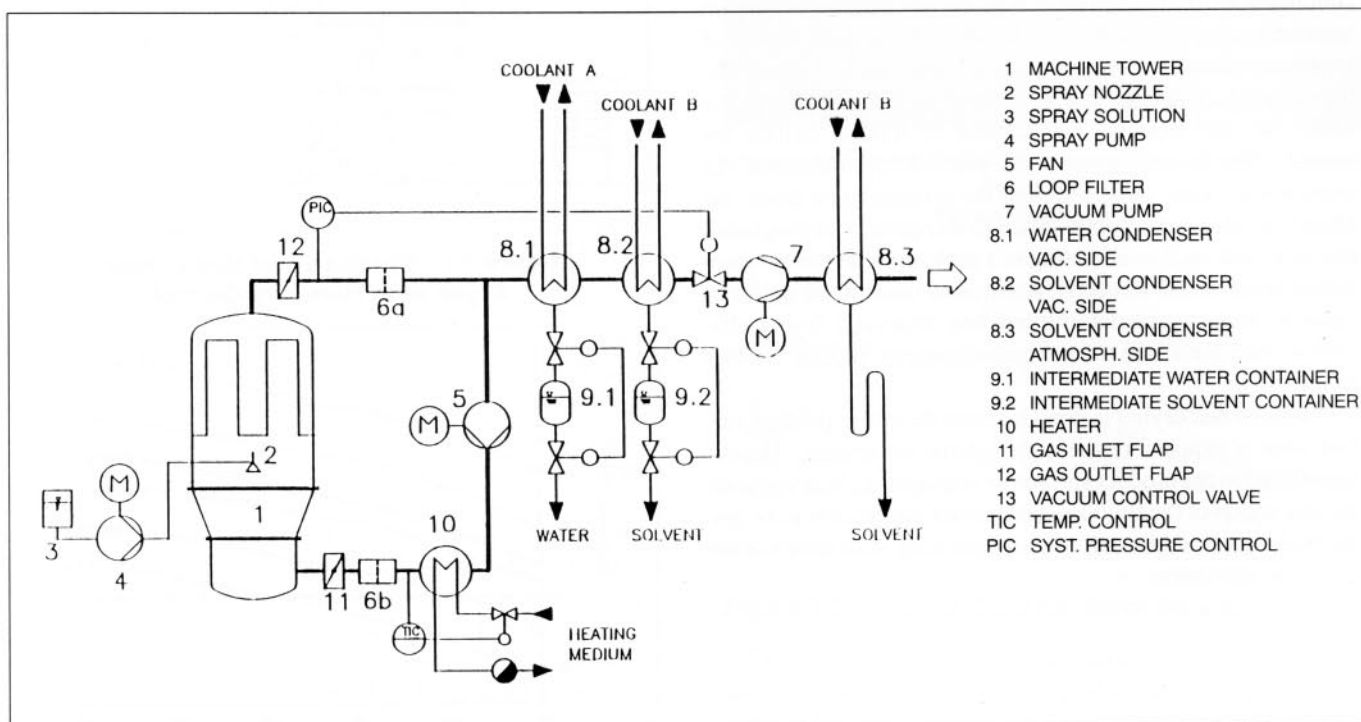 COOLANT A
COOLANT B
COOLANT B
PIC
12
6a
8.1
8.2
13
7
8.3
M
5
M
9.1
9.2
2
M
1
3
4
10
11
6b
TIC
WATER
SOLVENT
SOLVENT
HEATING
MEDIUM
1 MACHINE TOWER
2 SPRAY NOZZLE
3 SPRAY SOLUTION
4 SPRAY PUMP
5 FAN
6 LOOP FILTER
7 VACUUM PUMP
8.1 WATER CONDENSER
VAC. SIDE
8.2 SOLVENT CONDENSER
VAC. SIDE
8.3 SOLVENT CONDENSER
ATMOSPH. SIDE
9.1 INTERMEDIATE WATER CONTAINER
9.2 INTERMEDIATE SOLVENT CONTAINER
10 HEATER
11 GAS INLET FLAP
12 GAS OUTLET FLAP
13 VACUUM CONTROL VALVE
TIC TEMP. CONTROL
PIC SYST. PRESSURE CONTROL